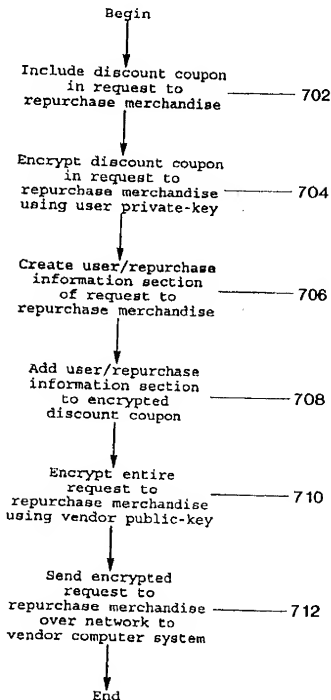 Begin
Include discount coupon
in request to
repurchase merchandise
702
Encrypt discount coupon
in request to
repurchase merchandise
using user private-key
704
Create user/repurchase
information section
of request to
repurchase merchandise
706
Add user/repurchase
information section
to encrypted
discount coupon
708
Encrypt entire
request to
repurchase merchandise
using vendor public-key
710
Send encrypted
request to
repurchase merchandise
over network to
vendor computer system
712
End